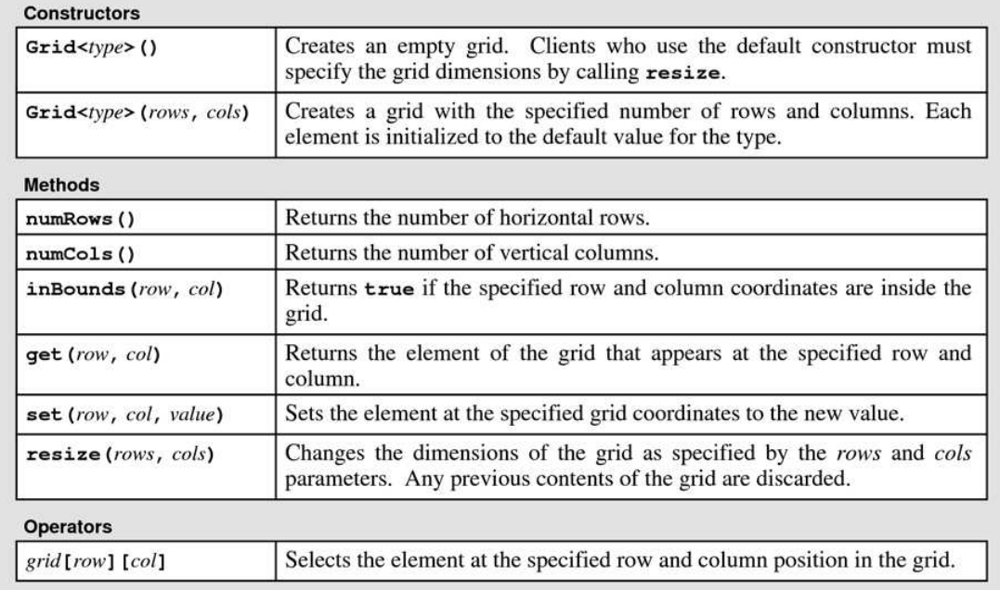 Constructors
Grid<type>() Creates an empty grid. Clients who use the default constructor must
specify the grid dimensions by calling resize.
Grid<type>(rows, cols) Creates a grid with the specified number of rows and columns. Each
element is initialized to the default value for the type.
Methods
numRows() Returns the number of horizontal rows.
numCols() Returns the number of vertical columns.
inBounds(row, col) Returns true if the specified row and column coordinates are inside the
grid.
get(row, col) Returns the element of the grid that appears at the specified row and
column.
set(row, col, value) Sets the element at the specified grid coordinates to the new value.
resize(rows, cols) Changes the dimensions of the grid as specified by the rows and cols
parameters. Any previous contents of the grid are discarded.
Operators
grid[row][col] Selects the element at the specified row and column position in the grid.